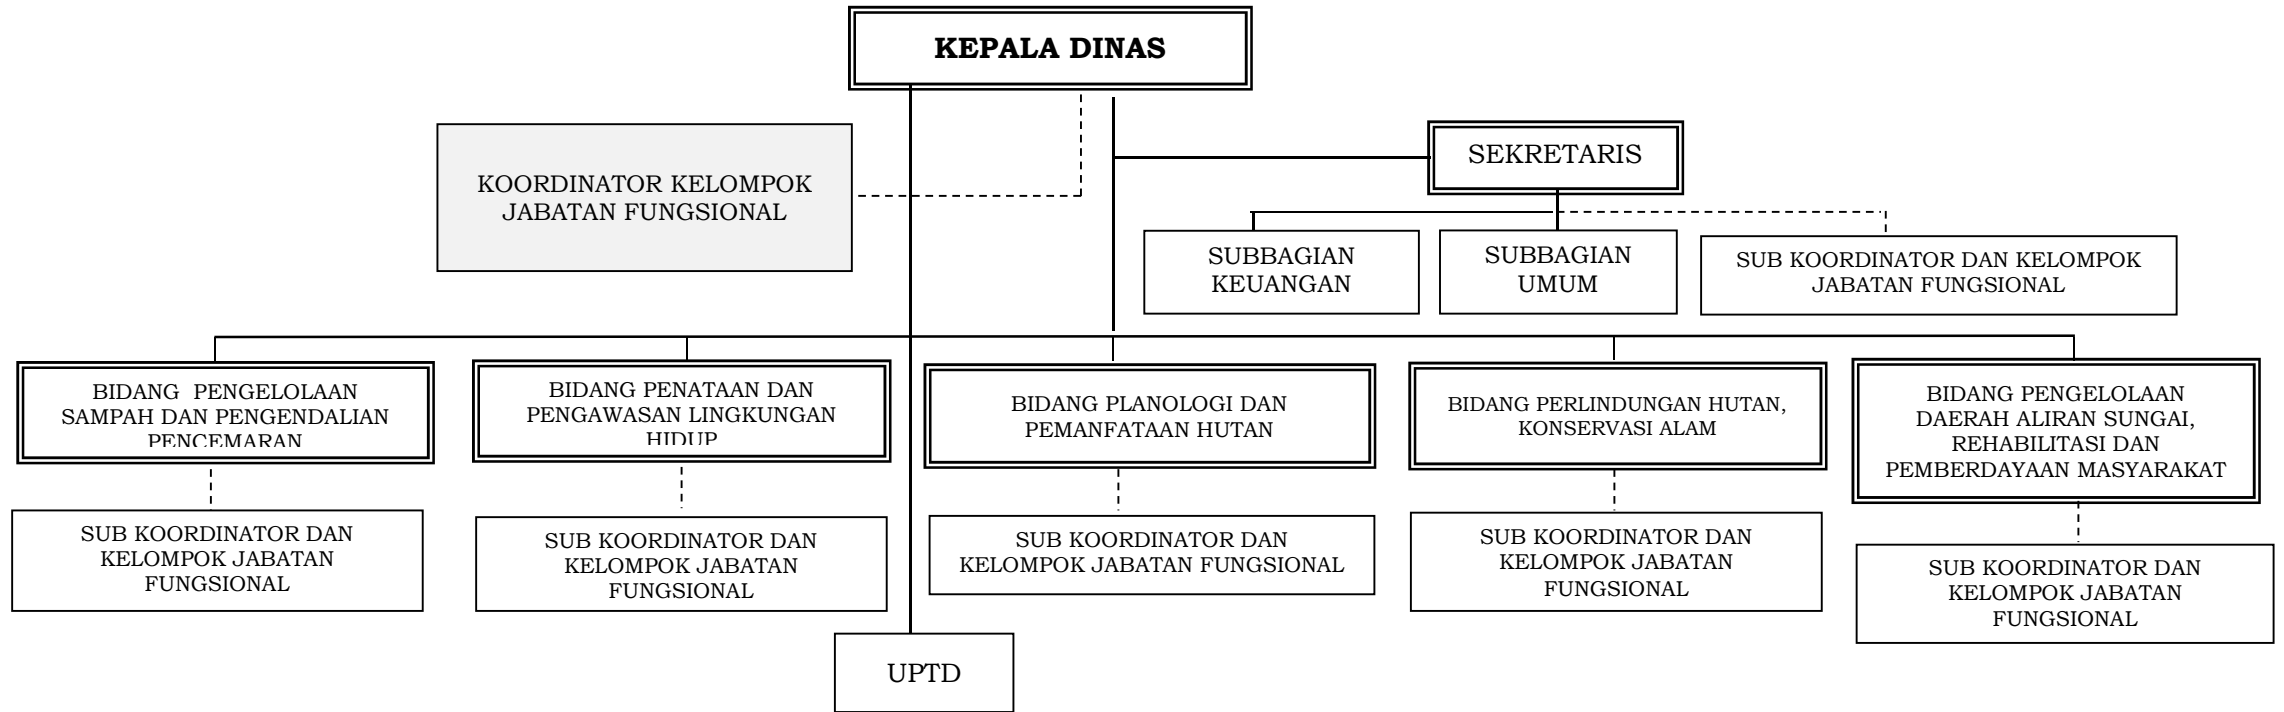 KEPALA DINAS
SEKRETARIS
KOORDINATOR KELOMPOK
JABATAN FUNGSIONAL
SUBBAGIAN
KEUANGAN
SUBBAGIAN
UMUM
SUB KOORDINATOR DAN KELOMPOK
JABATAN FUNGSIONAL
BIDANG PENGELOLAAN
SAMPAH DAN PENGENDALIAN
PENCEMARAN
BIDANG PENATAAN DAN
PENGAWASAN LINGKUNGAN
HIDUP
BIDANG PLANOLOGI DAN
PEMANFATAAN HUTAN
BIDANG PERLINDUNGAN HUTAN,
KONSERVASI ALAM
BIDANG PENGELOLAAN
DAERAH ALIRAN SUNGAI,
REHABILITASI DAN
PEMBERDAYAAN MASYARAKAT
SUB KOORDINATOR DAN
KELOMPOK JABATAN
FUNGSIONAL
SUB KOORDINATOR DAN
KELOMPOK JABATAN
FUNGSIONAL
SUB KOORDINATOR DAN
KELOMPOK JABATAN FUNGSIONAL
SUB KOORDINATOR DAN
KELOMPOK JABATAN
FUNGSIONAL
SUB KOORDINATOR DAN
KELOMPOK JABATAN
FUNGSIONAL
UPTD